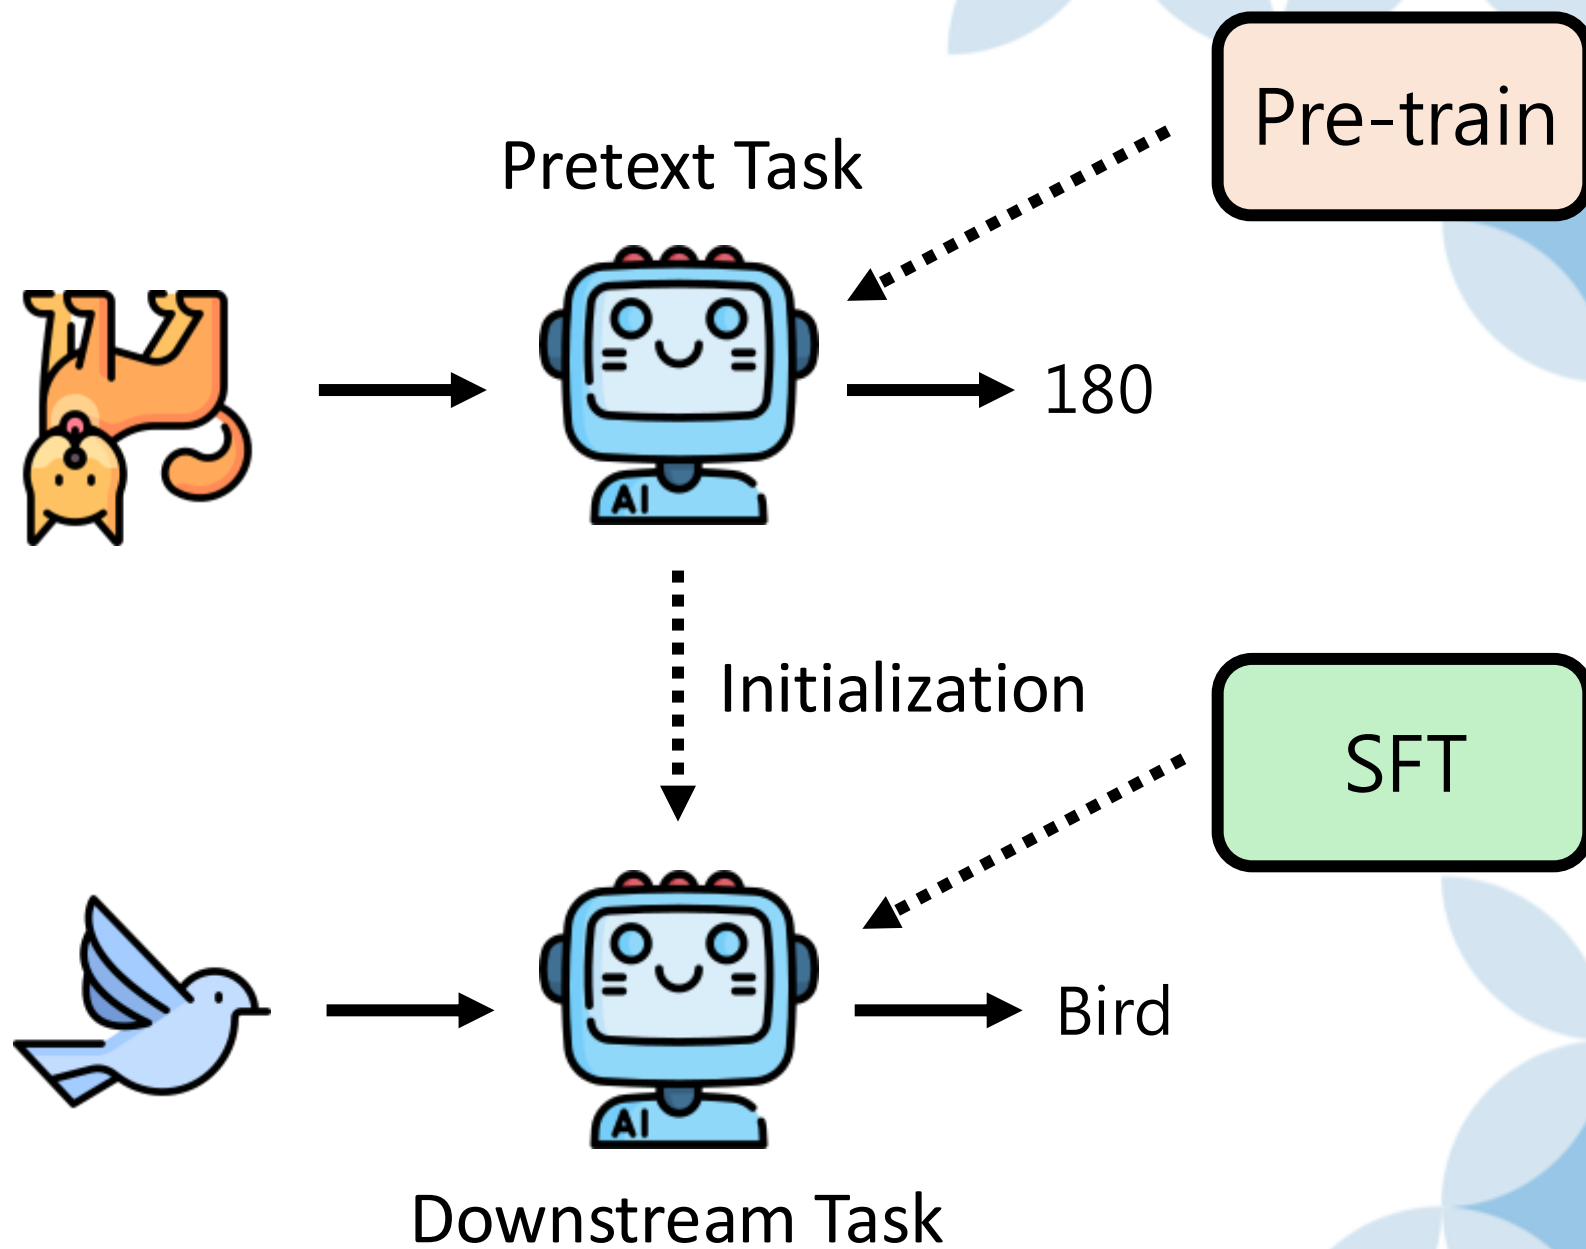 Pre-train
Pretext Task
180
AI
Initialization
SFT
Bird
AI
Downstream Task